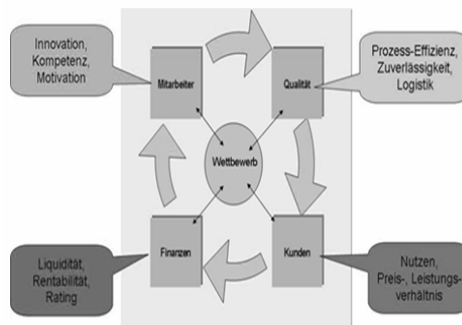 Innovation,
Kompetenz,
Motivation
Mitarbeiter
Qualität
Prozess-Effizienz,
Zuverlässigkeit,
Logistik
Wettbewerb
Liquidität,
Rentabilität,
Rating
Finanzen
Kunden
Nutzen,
Preis-, Leistungs-
verhältnis